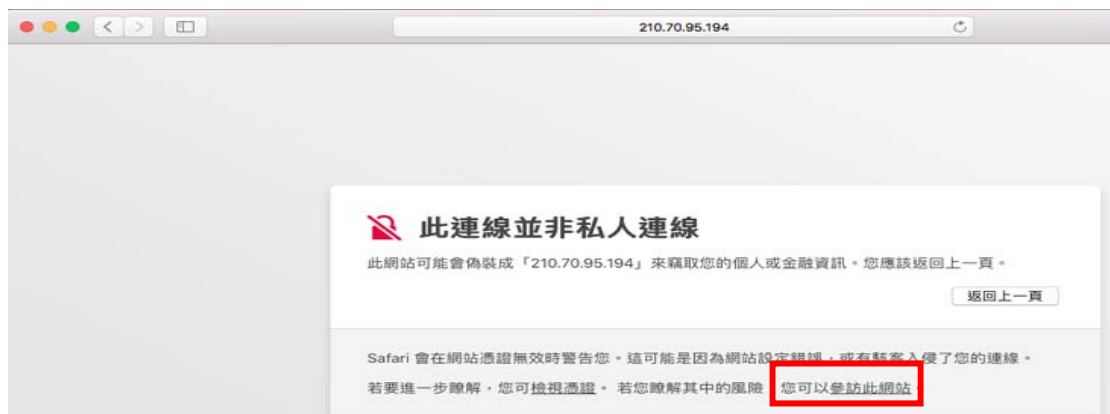 210.70.95.194
此連線並非私人連線
此網站可能會偽裝成「210.70.95.194」來竊取您的個人或金融資訊。您應該返回上一頁。
返回上一頁
Safari 會在網站憑證無效時警告您。這可能是因為網站設定錯誤，或有駭客入侵了您的連線。
若要進一步瞭解，您可檢視憑證。 若您瞭解其中的風險 您可以參訪此網站。